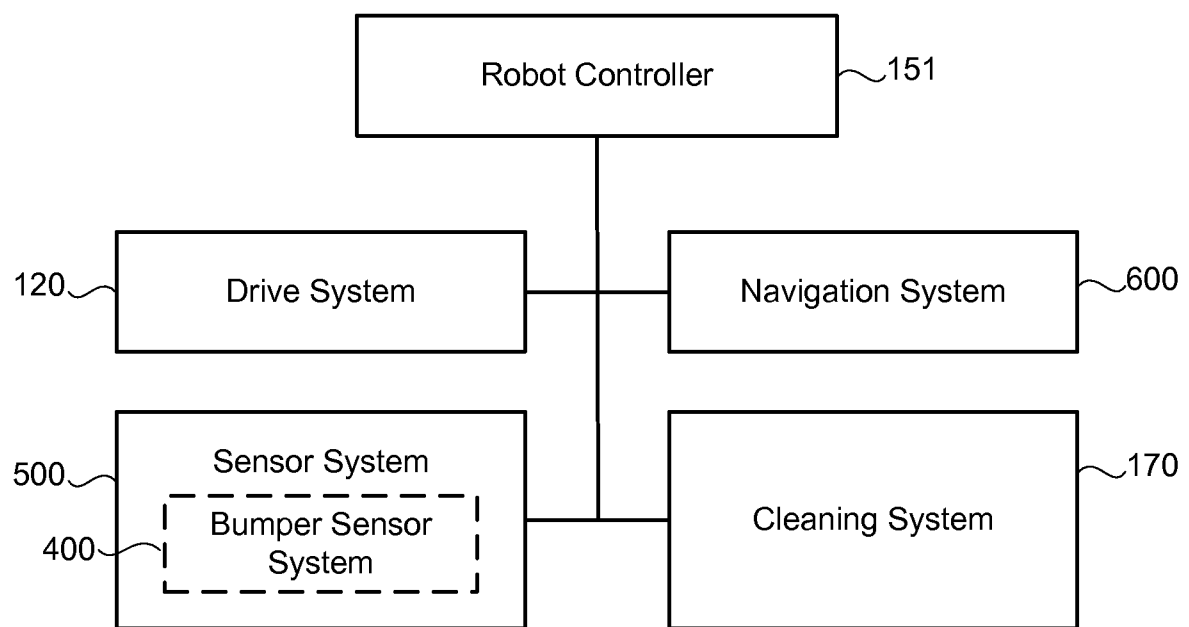 Robot Controller
151
120
Drive System
Navigation System
600
500
Sensor System
400
Bumper Sensor
System
Cleaning System
170